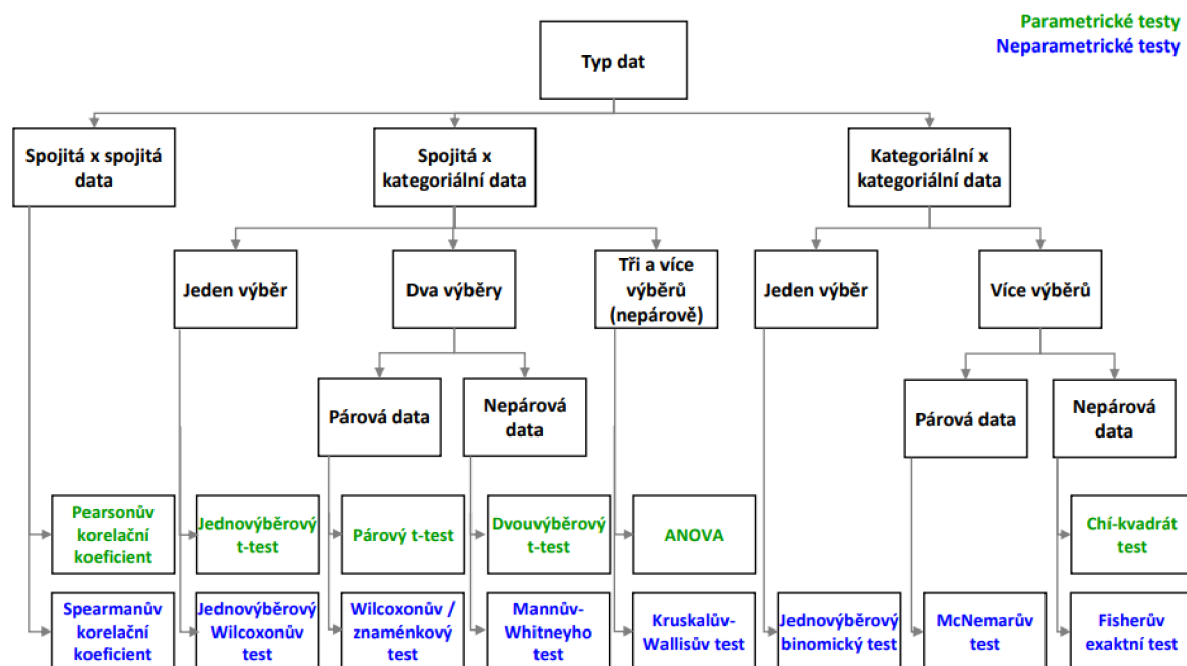 Parametrické testy
Neparametrické testy
Typ dat
Spojitá x spojitá
data
Spojitá x
kategoriální data
Kategoriální x
kategoriální data
Jeden výběr
Dva výběry
Tři a více
výběrů
(nepárově)
Jeden výběr
Více výběrů
Párová data
Nepárová
data
Párová data
Nepárová
data
Pearsonův
korelační
koeficient
Jednovýběrový
t-test
Párový t-test
Dvouvýběrový
t-test
ANOVA
Chí-kvadrát
test
Spearmanův
korelační
koeficient
Jednovýběrový
Wilcoxonův
test
Wilcoxonův /
znaménkový
test
Mannův-
Whitneyho
test
Kruskalův-
Wallisův test
Jednovýběrový
binomický test
McNemarův
test
Fisherův
exaktní test